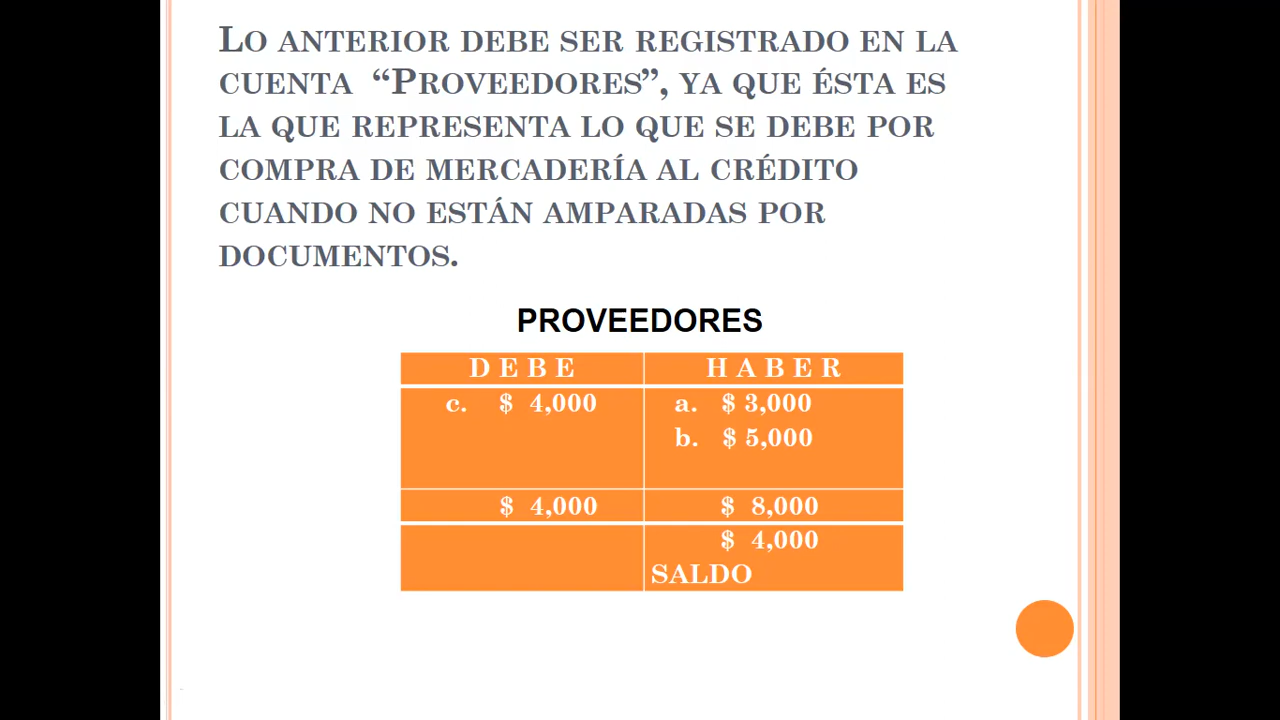 LO ANTERIOR DEBE SER REGISTRADO EN LA
CUENTA “PROVEEDORES”, YA QUE ÉSTA ES
LA QUE REPRESENTA LO QUE SE DEBE POR
COMPRA DE MERCADERÍA AL CRÉDITO
CUANDO NO ESTÁN AMPARADAS POR
DOCUMENTOS.
PROVEEDORES
D E B E H A B E R
c. $ 4,000 a. $ 3,000
b. $ 5,000
$ 4,000 $ 8,000
$ 4,000
SALDO